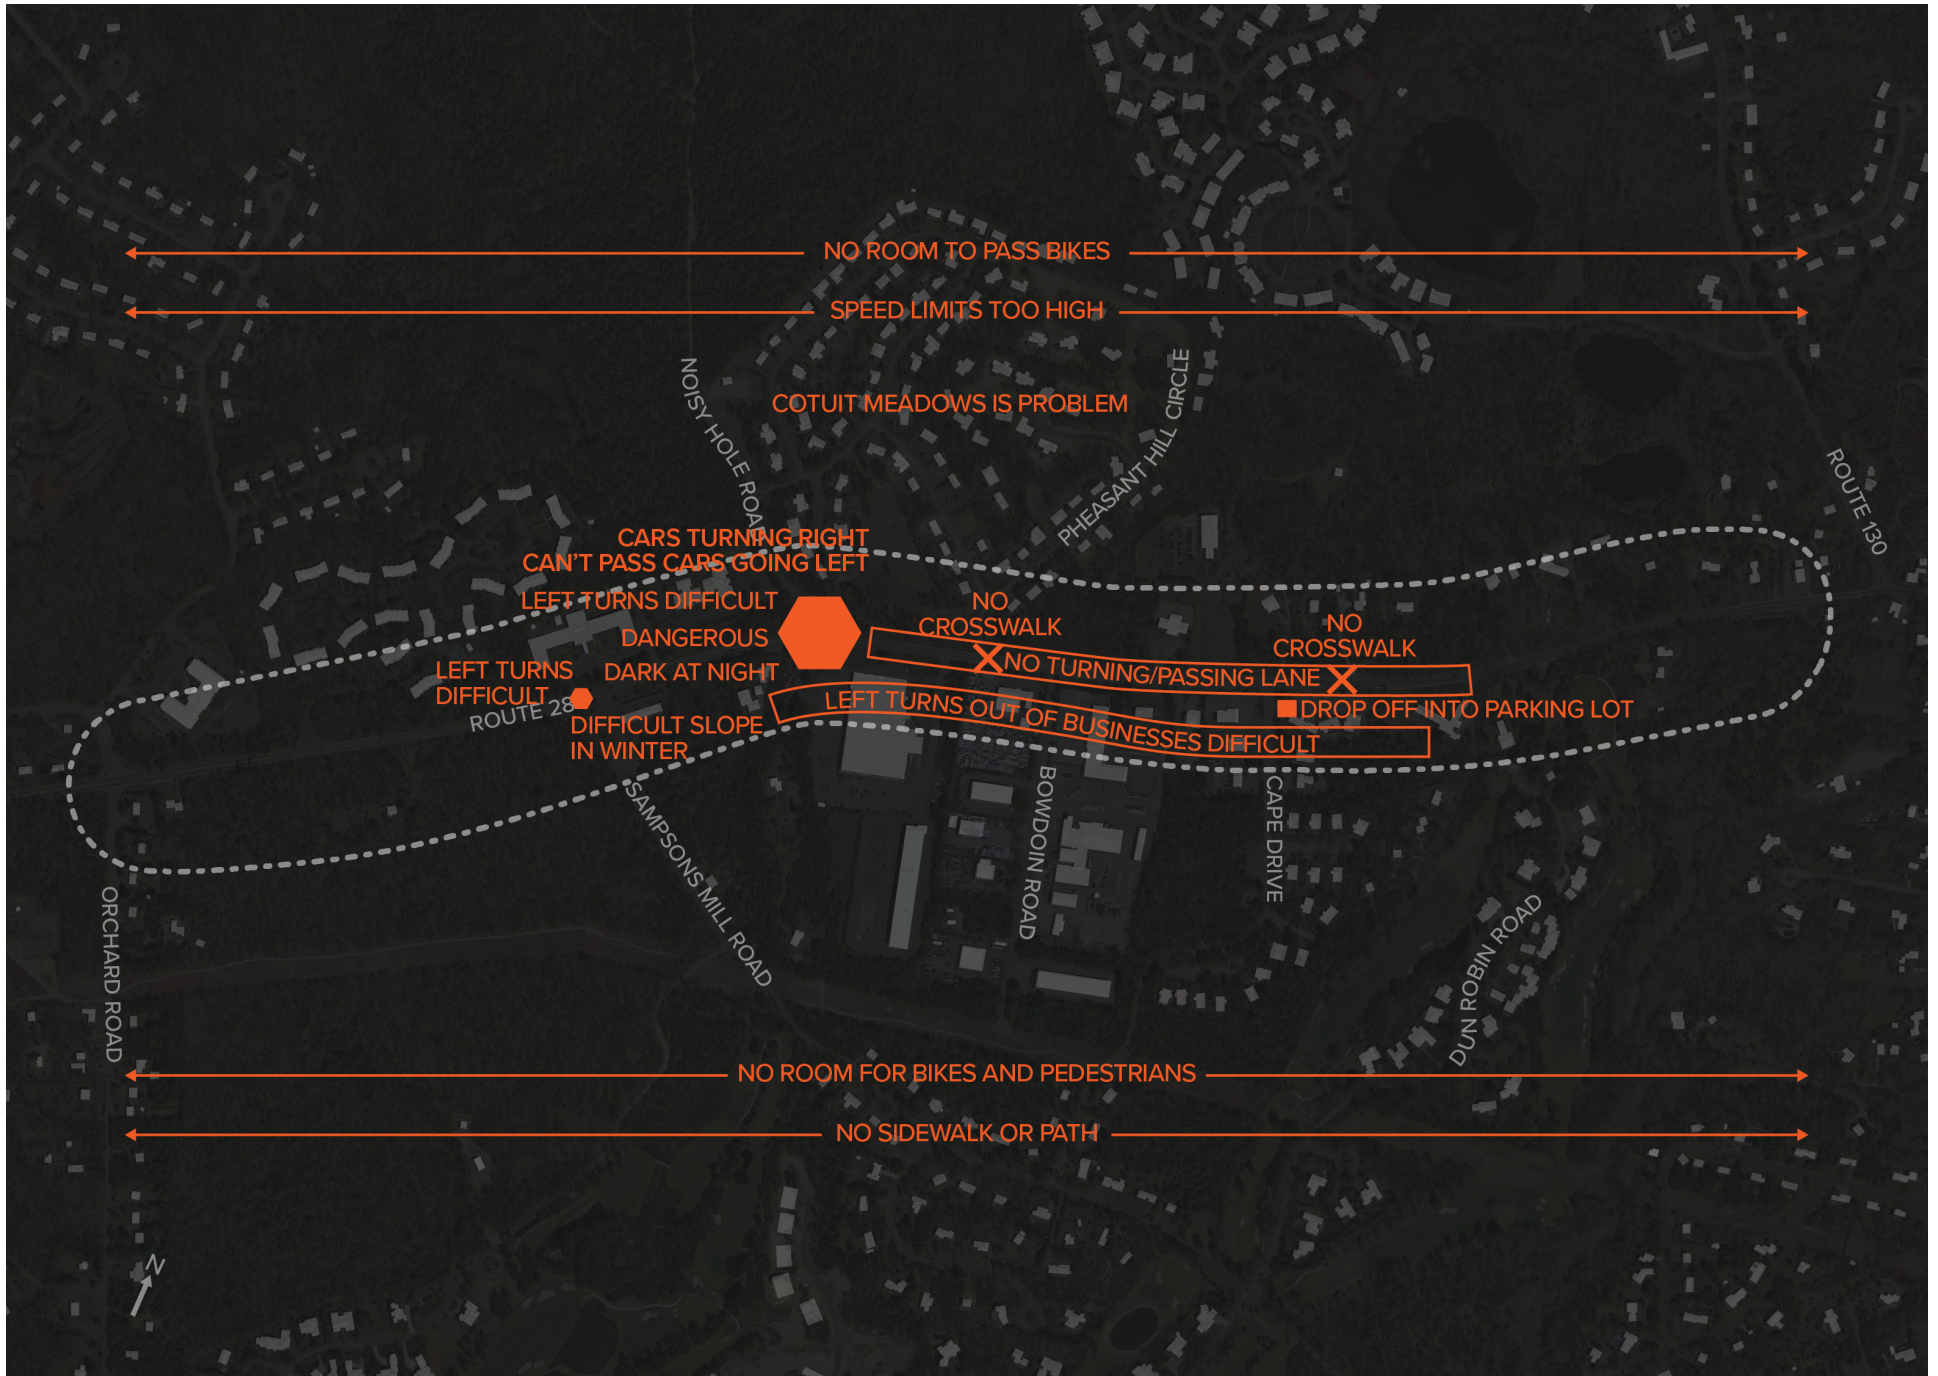 NO ROOM TO PASS BIKES
SPEED LIMITS TOO HIGH
NOISY HOLE ROAD
COTUIT MEADOWS IS PROBLEM
PHEASANT HILL CIRCLE
ROUTE 130
CARS TURNING RIGHT
CAN'T PASS CARS GOING LEFT
LEFT TURNS DIFFICULT
DANGEROUS
DARK AT NIGHT
NO
CROSSWALK
NO
CROSSWALK
NO TURNING/PASSING LANE
LEFT TURNS
DIFFICULT
ROUTE 28
DIFFICULT SLOPE
IN WINTER
LEFT TURNS OUT OF BUSINESSES DIFFICULT
DROP OFF INTO PARKING LOT
SAMPSONS MILL ROAD
BOWDOIN ROAD
CAPE DRIVE
ORCHARD ROAD
DUN ROBIN ROAD
NO ROOM FOR BIKES AND PEDESTRIANS
NO SIDEWALK OR PATH
N